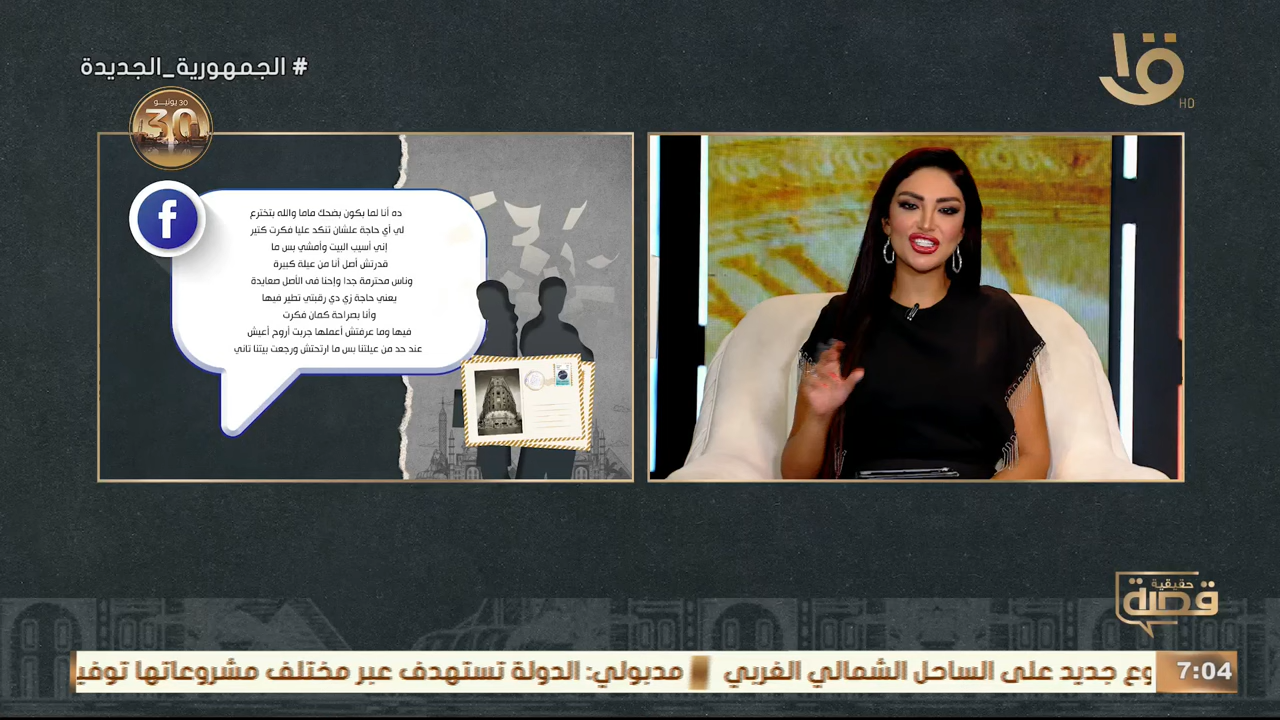 # الجمهورية_الجديدة
HD
30 يونيو
30
f
ده أنا لما بكون بضحك ماما والله بتخترع
لي أي حاجة علشان تنكد عليا فكرت كتير
إني أسيب البيت وأمشي بس ما
قدرتش أصل أنا من عيلة كبيرة
وناس محترمة جدا وإحنا في الأصل صعايدة
يعني حاجة زي دي رقبتي تطير فيها
وأنا بصراحة كمان فكرت
فيها وما عرفتش أعملها جربت أروح أعيش
عند حد من عيلتنا بس ما ارتحتش ورجعت بيتنا تاني
قصة حقيقية
7:04 وع جديد على الساحل الشمالي الغربي مدبولي: الدولة تستهدف عبر مختلف مشروعاتها توفي